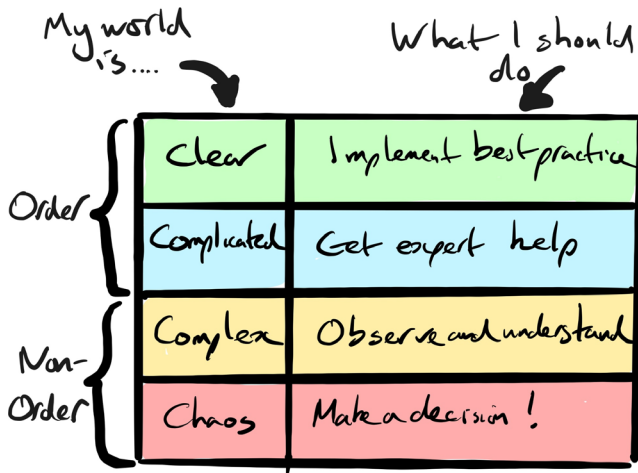 My world
is....
What I should
do
Order
Clear
Implement best practice
Complicated
Get expert help
Non-
Order
Complex
Observe and understand
Chaos
Make a decision !